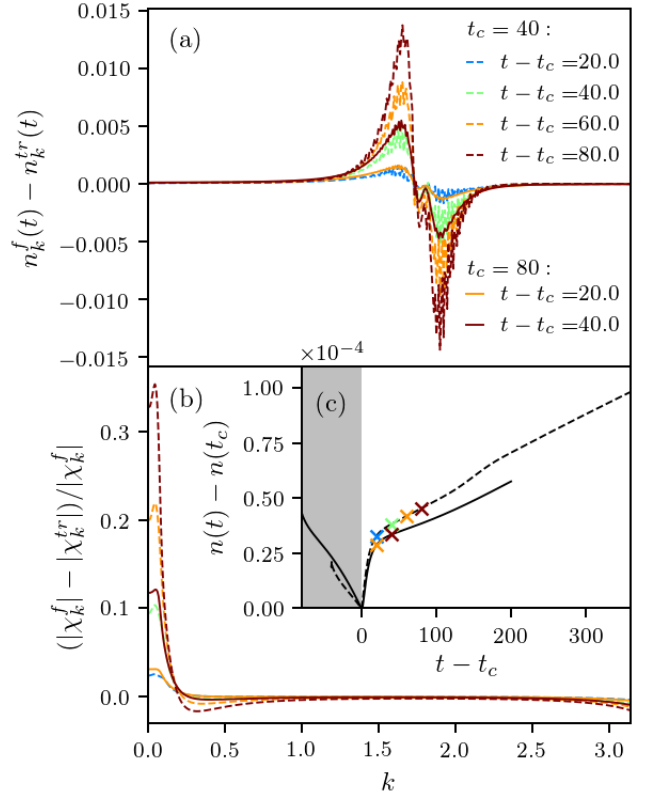 0.015
0.010
0.005
0.000
−0.005
−0.010
−0.015
n_k^f(t) − n_k^{tr}(t)
(a)
t_c = 40 :
t − t_c =20.0
t − t_c =40.0
t − t_c =60.0
t − t_c =80.0
t_c = 80 :
t − t_c =20.0
t − t_c =40.0
×10^{−4}
(b)
0.3
0.2
0.1
0.0
(|χ_k^f| − |χ_k^{tr}|)/|χ_k^f|
(c)
1.00
0.75
0.50
0.25
0.00
n(t) − n(t_c)
0 100 200 300
t − t_c
0.0 0.5 1.0 1.5 2.0 2.5 3.0
k